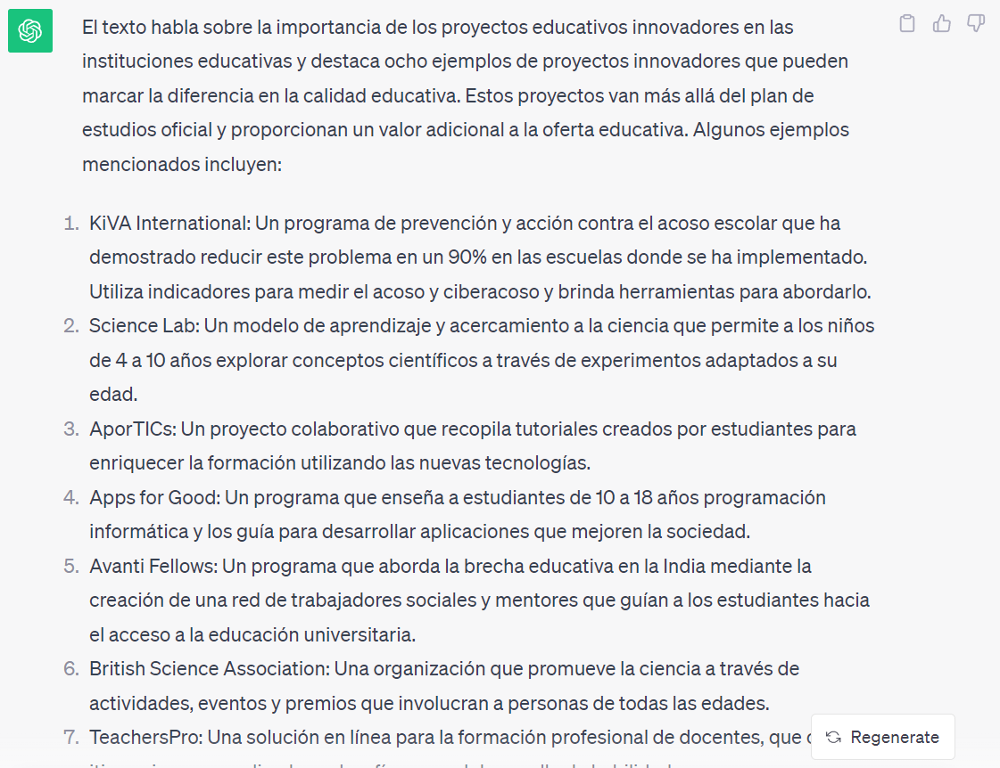 El texto habla sobre la importancia de los proyectos educativos innovadores en las
instituciones educativas y destaca ocho ejemplos de proyectos innovadores que pueden
marcar la diferencia en la calidad educativa. Estos proyectos van más allá del plan de
estudios oficial y proporcionan un valor adicional a la oferta educativa. Algunos ejemplos
mencionados incluyen:
1. KiVA International: Un programa de prevención y acción contra el acoso escolar que ha
demostrado reducir este problema en un 90% en las escuelas donde se ha implementado.
Utiliza indicadores para medir el acoso y ciberacoso y brinda herramientas para abordarlo.
2. Science Lab: Un modelo de aprendizaje y acercamiento a la ciencia que permite a los niños
de 4 a 10 años explorar conceptos científicos a través de experimentos adaptados a su
edad.
3. AporTICs: Un proyecto colaborativo que recopila tutoriales creados por estudiantes para
enriquecer la formación utilizando las nuevas tecnologías.
4. Apps for Good: Un programa que enseña a estudiantes de 10 a 18 años programación
informática y los guía para desarrollar aplicaciones que mejoren la sociedad.
5. Avanti Fellows: Un programa que aborda la brecha educativa en la India mediante la
creación de una red de trabajadores sociales y mentores que guían a los estudiantes hacia
el acceso a la educación universitaria.
6. British Science Association: Una organización que promueve la ciencia a través de
actividades, eventos y premios que involucran a personas de todas las edades.
7. TeachersPro: Una solución en línea para la formación profesional de docentes, que
Regenerate